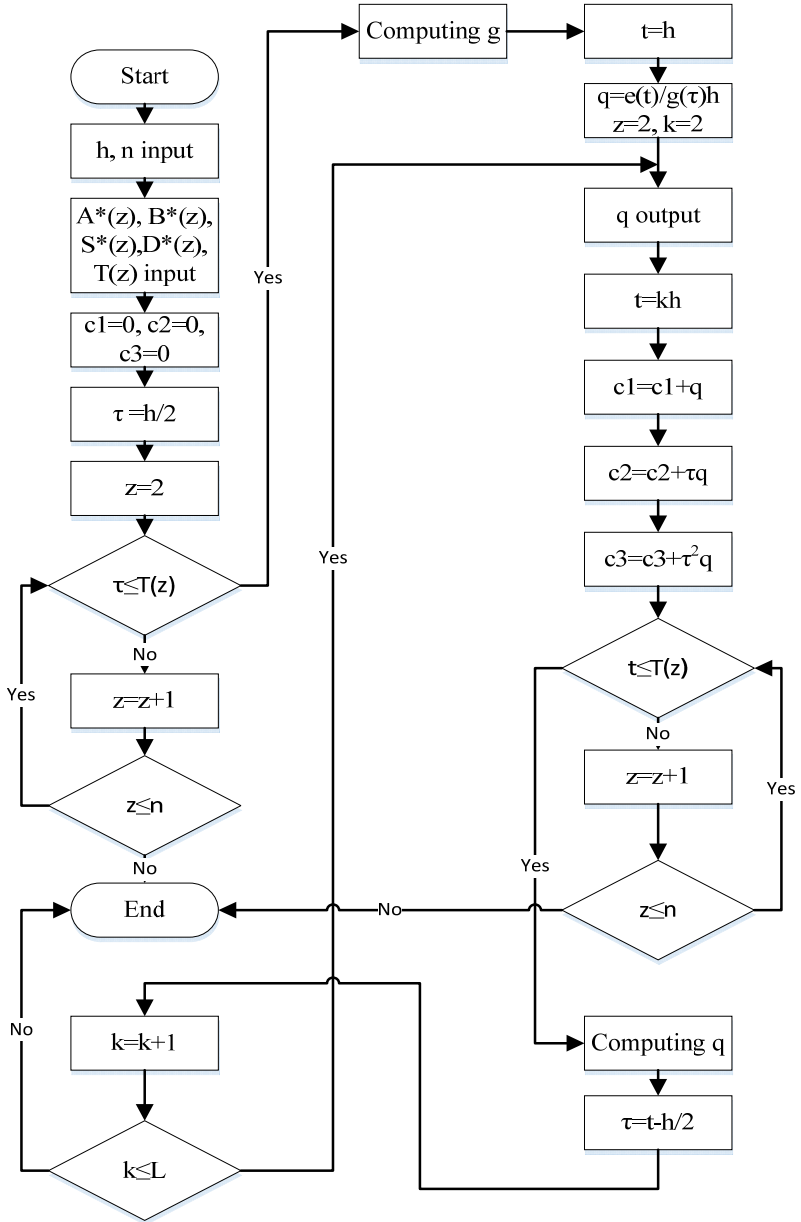 Start
h, n input
A*(z), B*(z),
S*(z),D*(z),
T(z) input
c1=0, c2=0,
c3=0
τ =h/2
z=2
τ≤T(z)
No
z=z+1
Yes
z≤n
No
End
Yes
Computing g
t=h
q=e(t)/g(τ)h
z=2, k=2
q output
t=kh
c1=c1+q
c2=c2+τq
c3=c3+τ²q
t≤T(z)
No
z=z+1
Yes
z≤n
No
Yes
Computing q
τ=t-h/2
k=k+1
k≤L
No
Yes